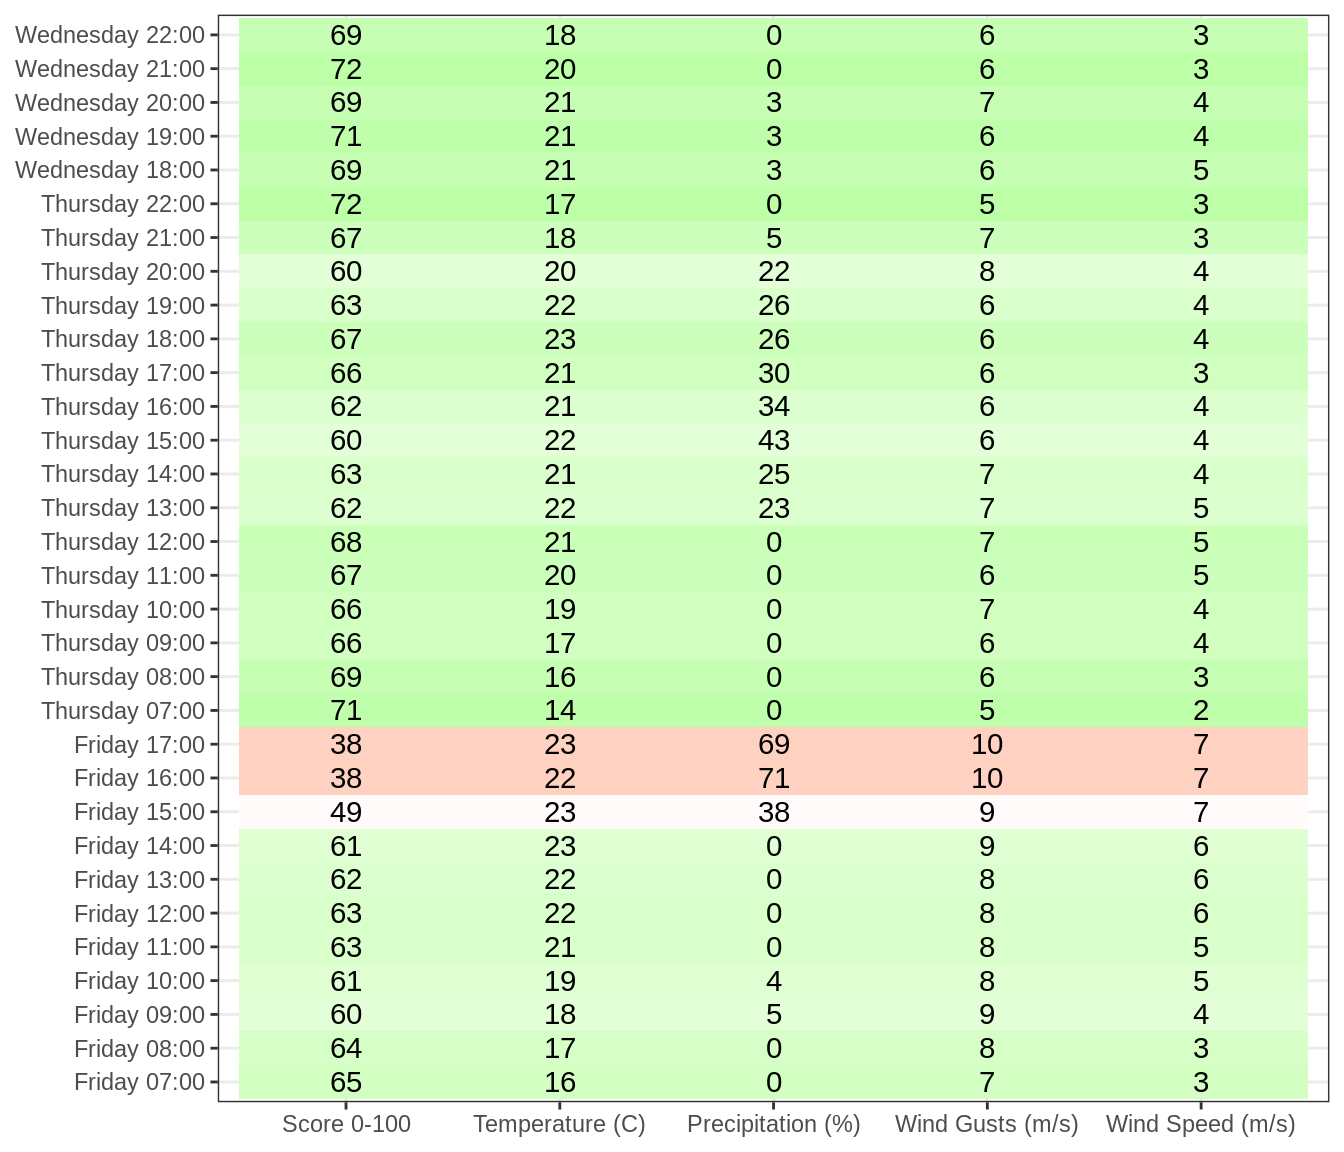 Wednesday 22:00 69 18 0 6 3
Wednesday 21:00 72 20 0 6 3
Wednesday 20:00 69 21 3 7 4
Wednesday 19:00 71 21 3 6 4
Wednesday 18:00 69 21 3 6 5
Thursday 22:00 72 17 0 5 3
Thursday 21:00 67 18 5 7 3
Thursday 20:00 60 20 22 8 4
Thursday 19:00 63 22 26 6 4
Thursday 18:00 67 23 26 6 4
Thursday 17:00 66 21 30 6 3
Thursday 16:00 62 21 34 6 4
Thursday 15:00 60 22 43 6 4
Thursday 14:00 63 21 25 7 4
Thursday 13:00 62 22 23 7 5
Thursday 12:00 68 21 0 7 5
Thursday 11:00 67 20 0 6 5
Thursday 10:00 66 19 0 7 4
Thursday 09:00 66 17 0 6 4
Thursday 08:00 69 16 0 6 3
Thursday 07:00 71 14 0 5 2
Friday 17:00 38 23 69 10 7
Friday 16:00 38 22 71 10 7
Friday 15:00 49 23 38 9 7
Friday 14:00 61 23 0 9 6
Friday 13:00 62 22 0 8 6
Friday 12:00 63 22 0 8 6
Friday 11:00 63 21 0 8 5
Friday 10:00 61 19 4 8 5
Friday 09:00 60 18 5 9 4
Friday 08:00 64 17 0 8 3
Friday 07:00 65 16 0 7 3
Score 0-100 Temperature (C) Precipitation (%) Wind Gusts (m/s) Wind Speed (m/s)